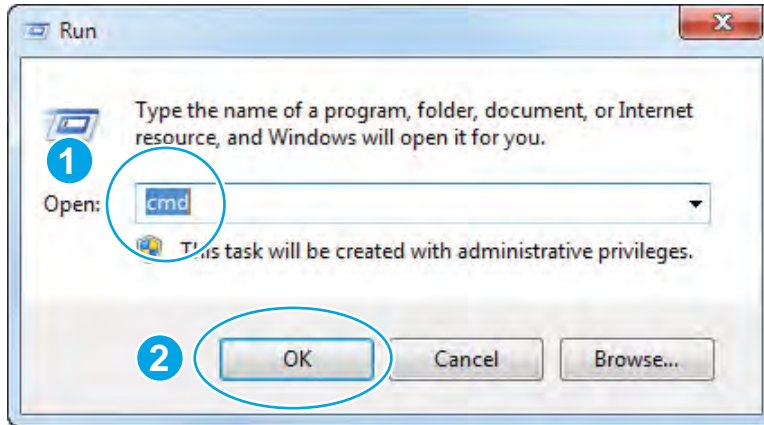 Run
Type the name of a program, folder, document, or Internet
resource, and Windows will open it for you.
1
Open: cmd
This task will be created with administrative privileges.
2
OK Cancel Browse...